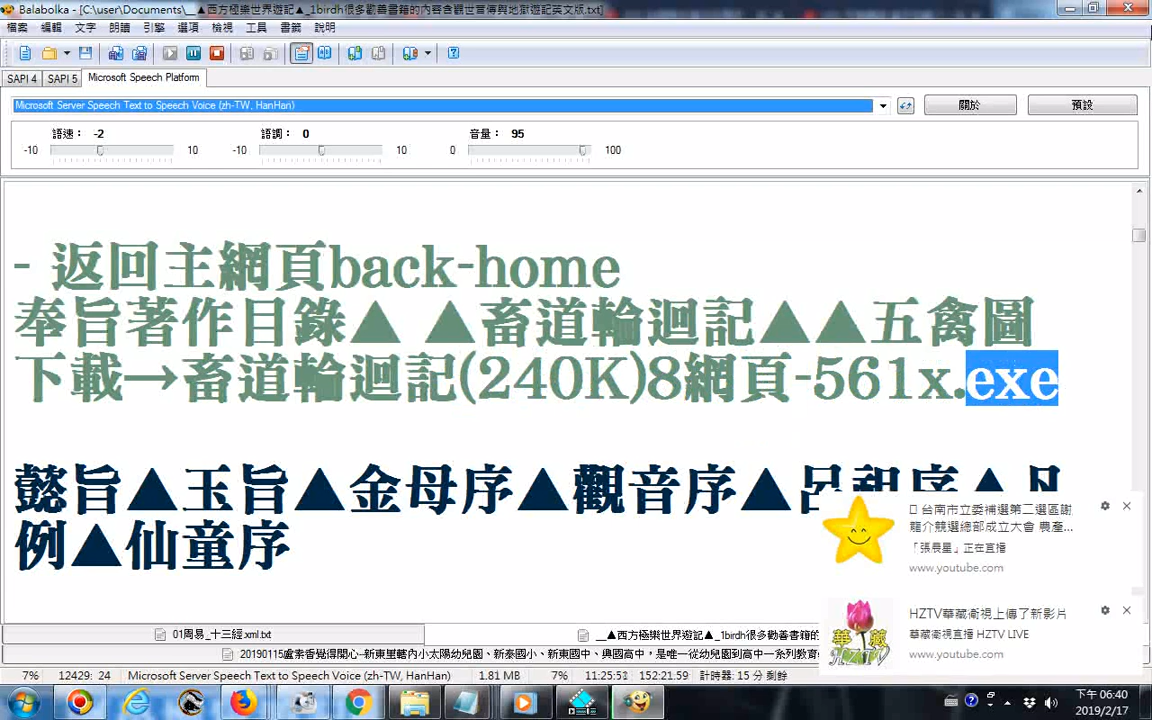 Balabolka - [C:\user\Documents\__▲西方極樂世界遊記▲_1birdh很多勸善書籍的內容含觀世宣傳與地獄遊記英文版.txt]
檔案 編輯 文字 朗讀 引擎 選項 檢視 工具 書籤 說明
SAPI 4 SAPI 5 Microsoft Speech Platform
Microsoft Server Speech Text to Speech Voice (zh-TW, HanHan) 關於 預設
語速： -2 語調： 0 音量： 95
-10 10 -10 10 0 100
- 返回主網頁back-home
奉旨著作目錄▲ ▲畜道輪迴記▲▲五禽圖
下載→畜道輪迴記(240K)8網頁-561x.exe
懿旨▲玉旨▲金母序▲觀音序▲呂祖序▲凡
例▲仙童序
台南市立委補選第二選區謝
龍介競選總部成立大會 農產...
「張辰星」正在直播
www.youtube.com
HZTV華藏衛視上傳了新影片
華藏衛視直播 HZTV LIVE
www.youtube.com
華藏
HZTV
01周易_十三經.xml.txt __▲西方極樂世界遊記▲_1birdh很多勸善書籍的
20190115盧素香覺得開心--新東里轄內小太陽幼兒園、新泰國小、新東國中、興國高中，是唯一從幼兒園到高中一系列教育
7% 12429: 24 Microsoft Server Speech Text to Speech Voice (zh-TW, HanHan) 1.81 MB 7% 11:25:51 152:21:59 計時器: 15 分 剩餘
下午 06:40
2019/2/17